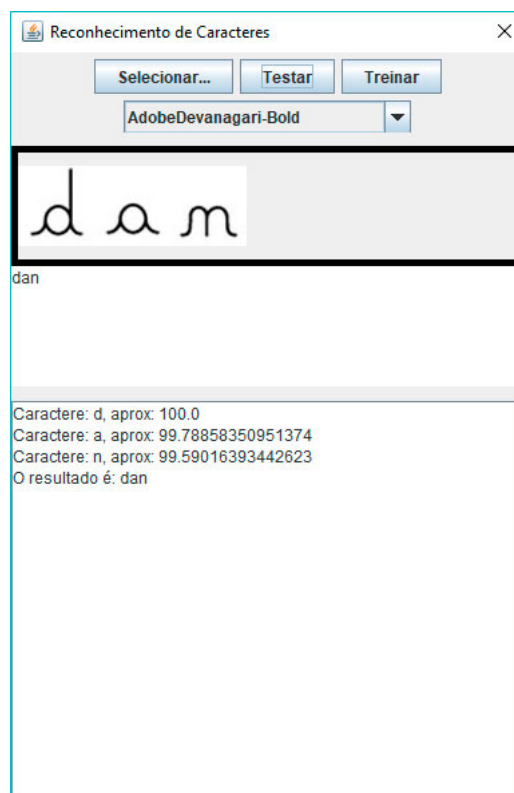 Reconhecimento de Caracteres
Selecionar... Testar Treinar
AdobeDevanagari-Bold
d a n
dan
Caractere: d, aprox: 100.0
Caractere: a, aprox: 99.78858350951374
Caractere: n, aprox: 99.59016393442623
O resultado é: dan